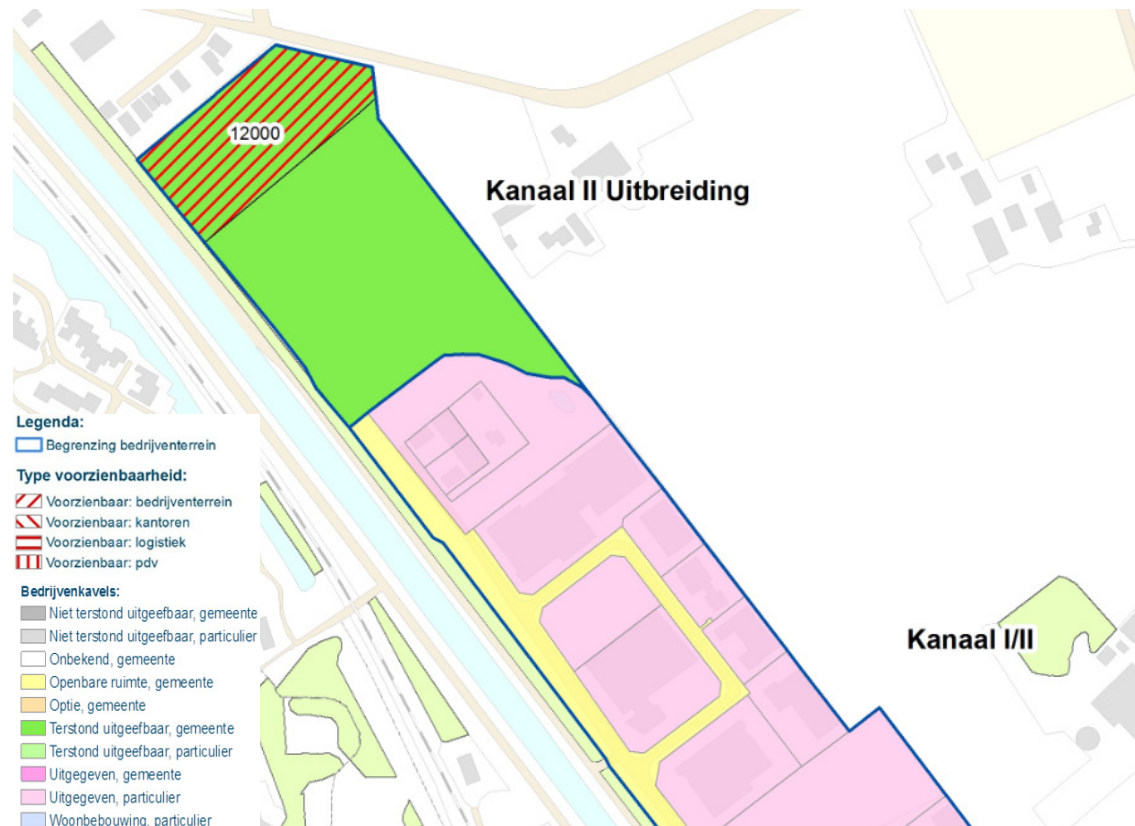 12000
Kanaal II Uitbreiding
Kanaal I/II
Legenda:
Begrenzing bedrijventerrein
Type voorzienbaarheid:
Voorzienbaar: bedrijventerrein
Voorzienbaar: kantoren
Voorzienbaar: logistiek
Voorzienbaar: pdv
Bedrijvenkavels:
Niet terstond uitgeefbaar, gemeente
Niet terstond uitgeefbaar, particulier
Onbekend, gemeente
Openbare ruimte, gemeente
Optie, gemeente
Terstond uitgeefbaar, gemeente
Terstond uitgeefbaar, particulier
Uitgegeven, gemeente
Uitgegeven, particulier
Woonbebouwing, particulier